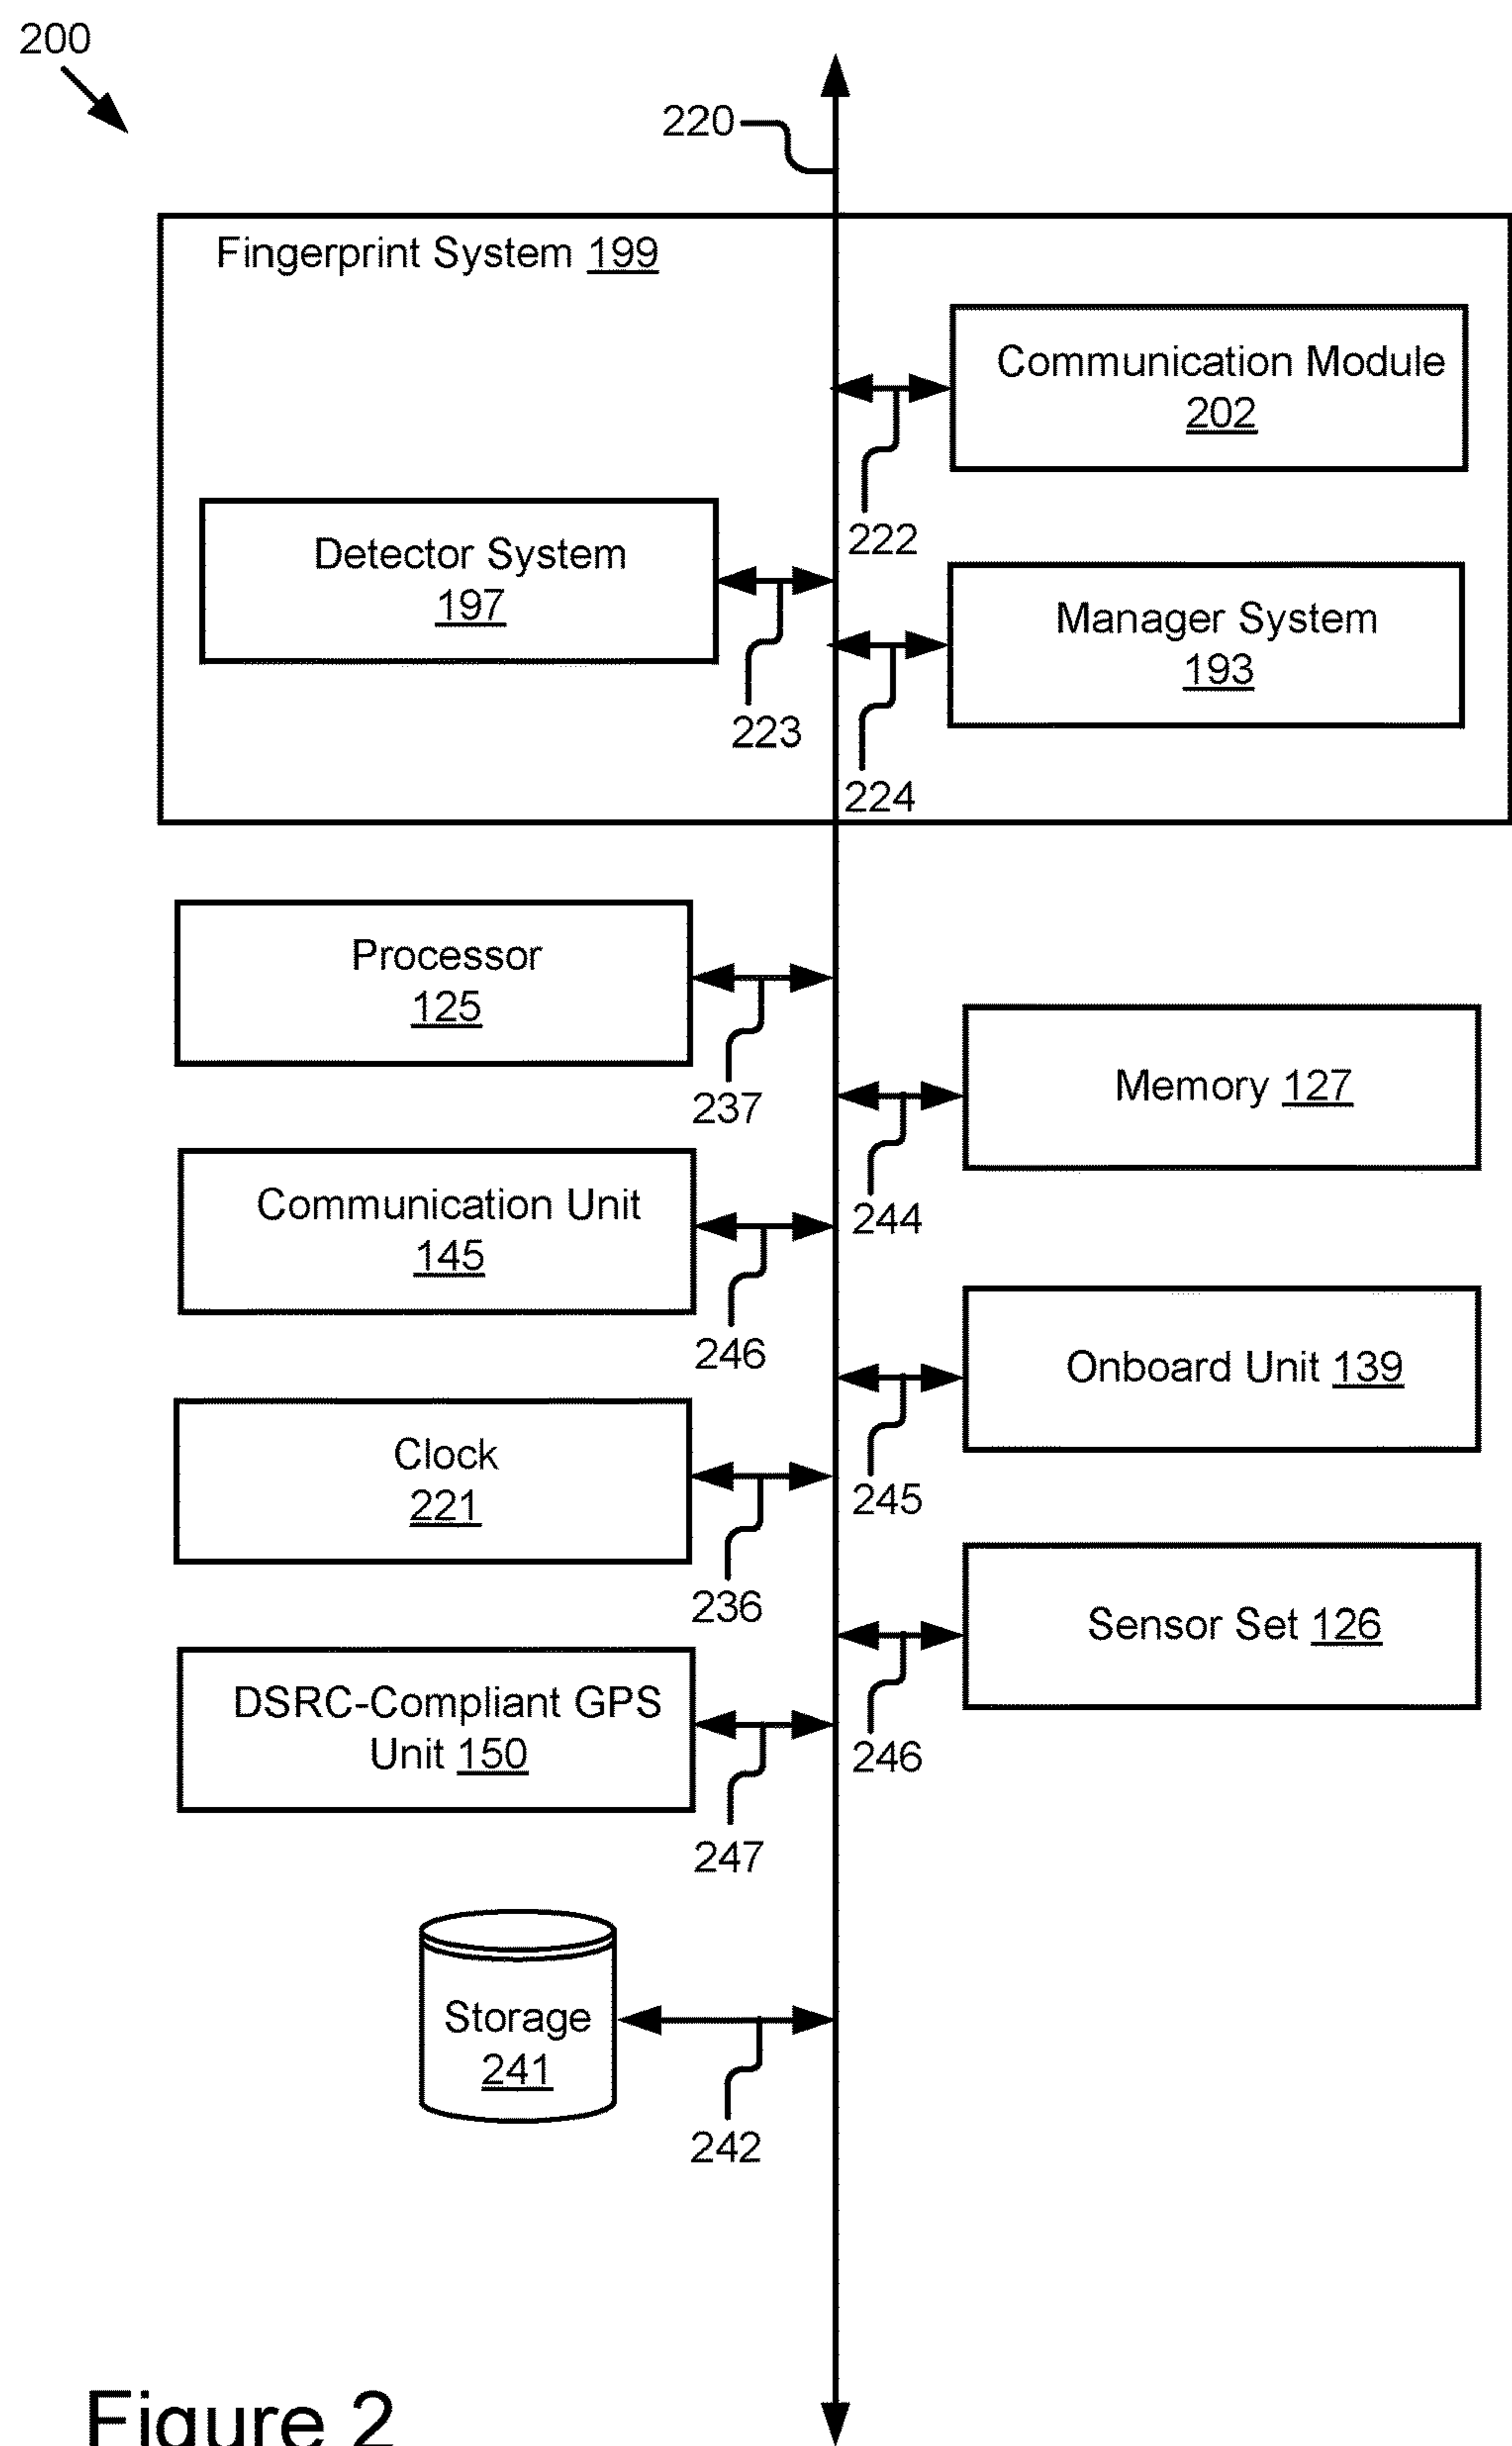 200
220
Fingerprint System 199
Communication Module
202
222
Detector System
197
223
Manager System
193
224
Processor
125
237
Memory 127
244
Communication Unit
145
246
Onboard Unit 139
245
Clock
221
236
Sensor Set 126
246
DSRC-Compliant GPS
Unit 150
247
Storage
241
242
Figure 2